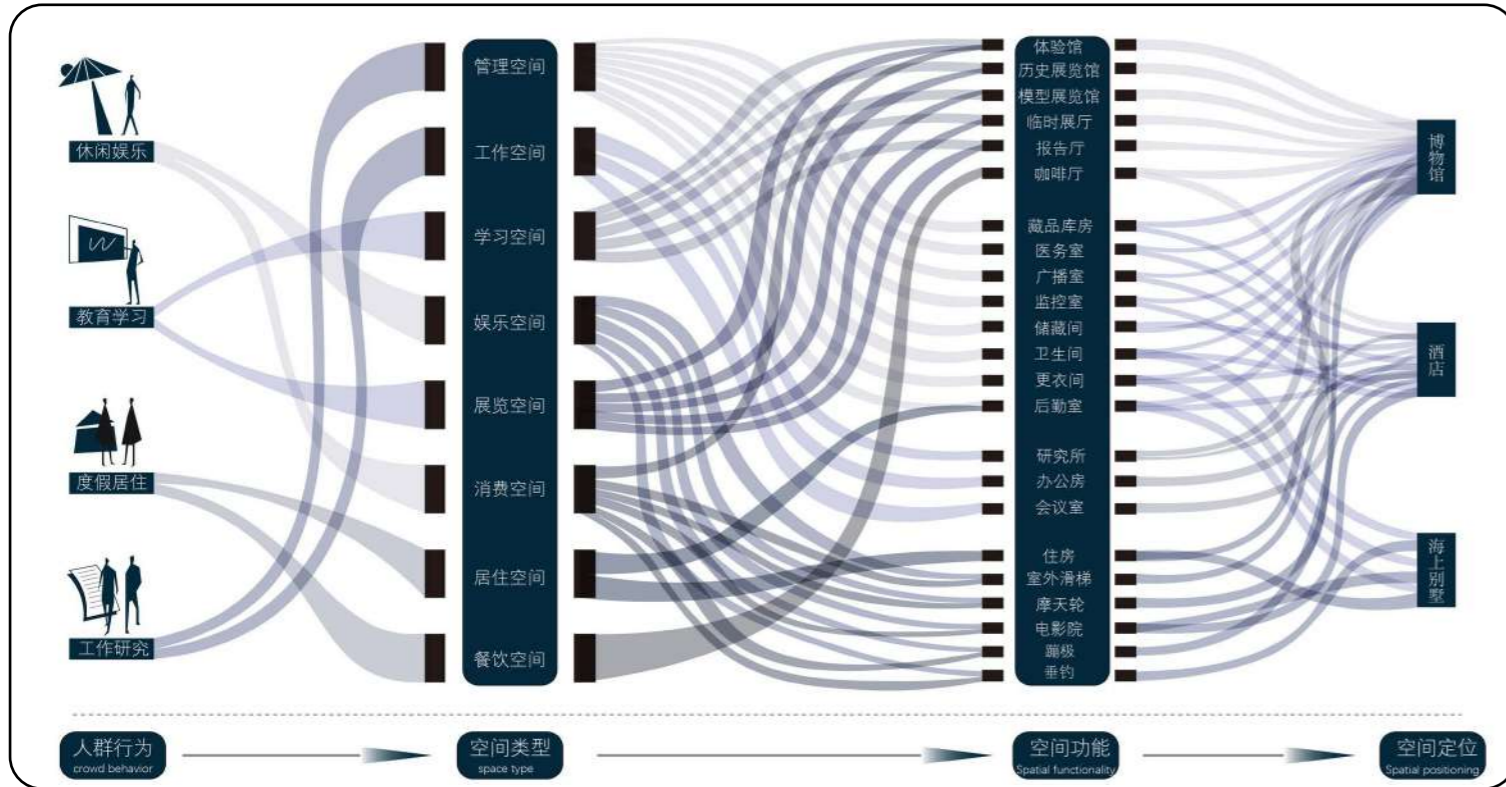 休闲娱乐
教育学习
度假居住
工作研究
管理空间
工作空间
学习空间
娱乐空间
展览空间
消费空间
居住空间
餐饮空间
体验馆
历史展览馆
模型展览馆
临时展厅
报告厅
咖啡厅
藏品库房
医务室
广播室
监控室
储藏间
卫生间
更衣间
后勤室
研究所
办公房
会议室
住房
室外滑梯
摩天轮
电影院
蹦极
垂钓
博物馆
酒店
海上别墅
人群行为
crowd behavior
空间类型
space type
空间功能
Spatial functionality
空间定位
Spatial positioning